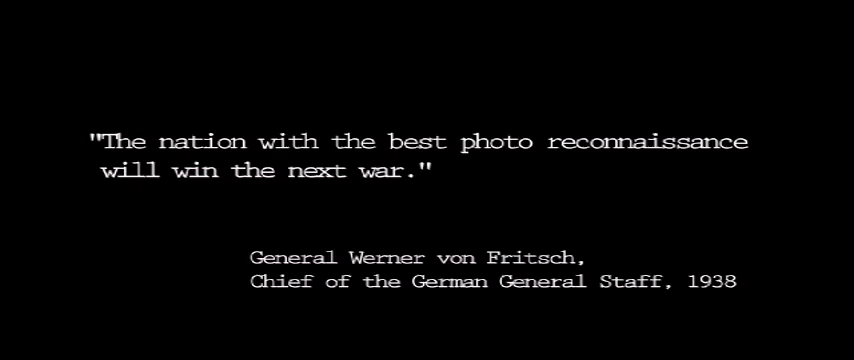 "The nation with the best photo reconnaissance
will win the next war."
General Werner von Fritsch,
Chief of the German General Staff, 1938